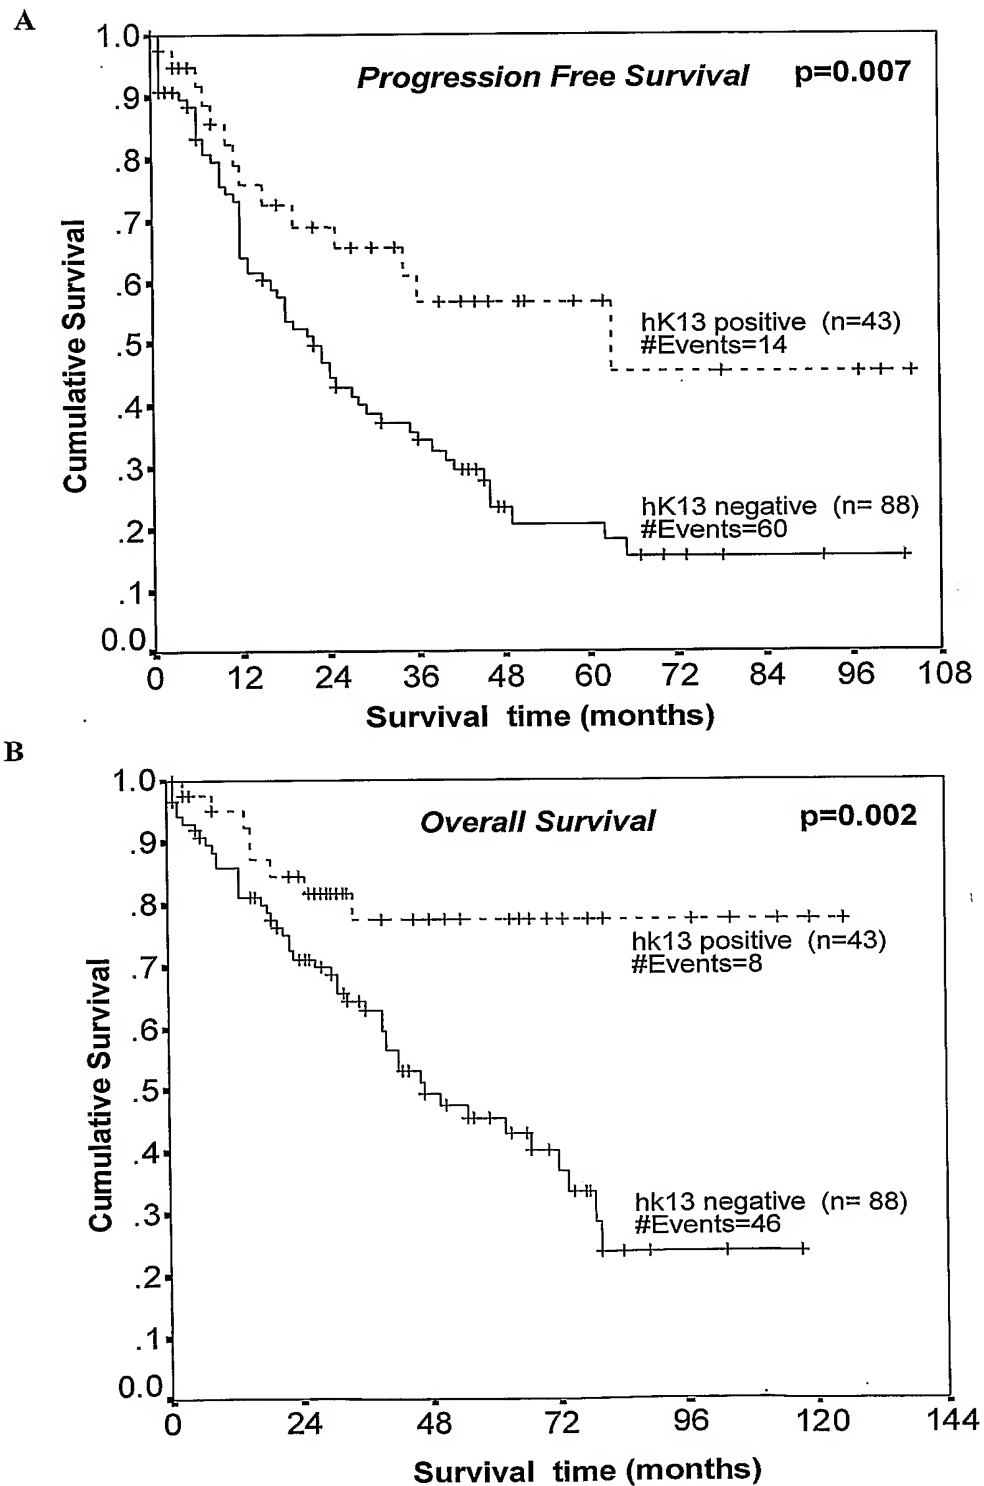 A
Progression Free Survival p=0.007
1.0
.9
.8
.7
.6
.5
.4
.3
.2
.1
0.0
Cumulative Survival
hK13 positive (n=43)
#Events=14
hK13 negative (n= 88)
#Events=60
0 12 24 36 48 60 72 84 96 108
Survival time (months)
B
Overall Survival p=0.002
1.0
.9
.8
.7
.6
.5
.4
.3
.2
.1
0.0
Cumulative Survival
hk13 positive (n=43)
#Events=8
hk13 negative (n= 88)
#Events=46
0 24 48 72 96 120 144
Survival time (months)